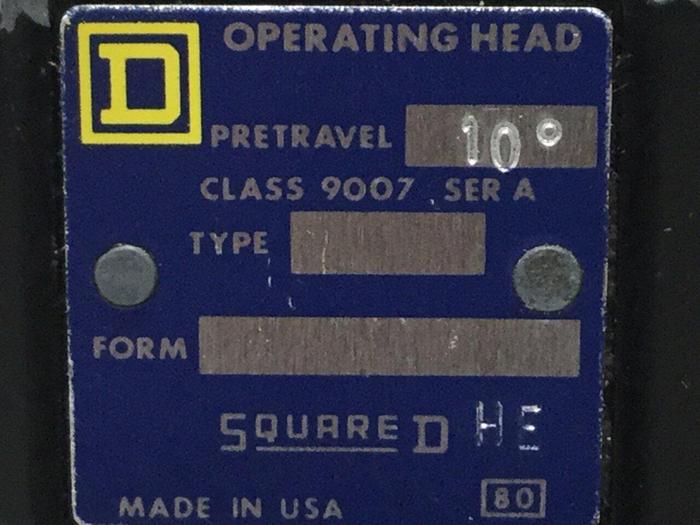 D
OPERATING HEAD
PRETRAVEL 10°
CLASS 9007 SER A
TYPE
FORM
SQUARE D HE
MADE IN USA 80